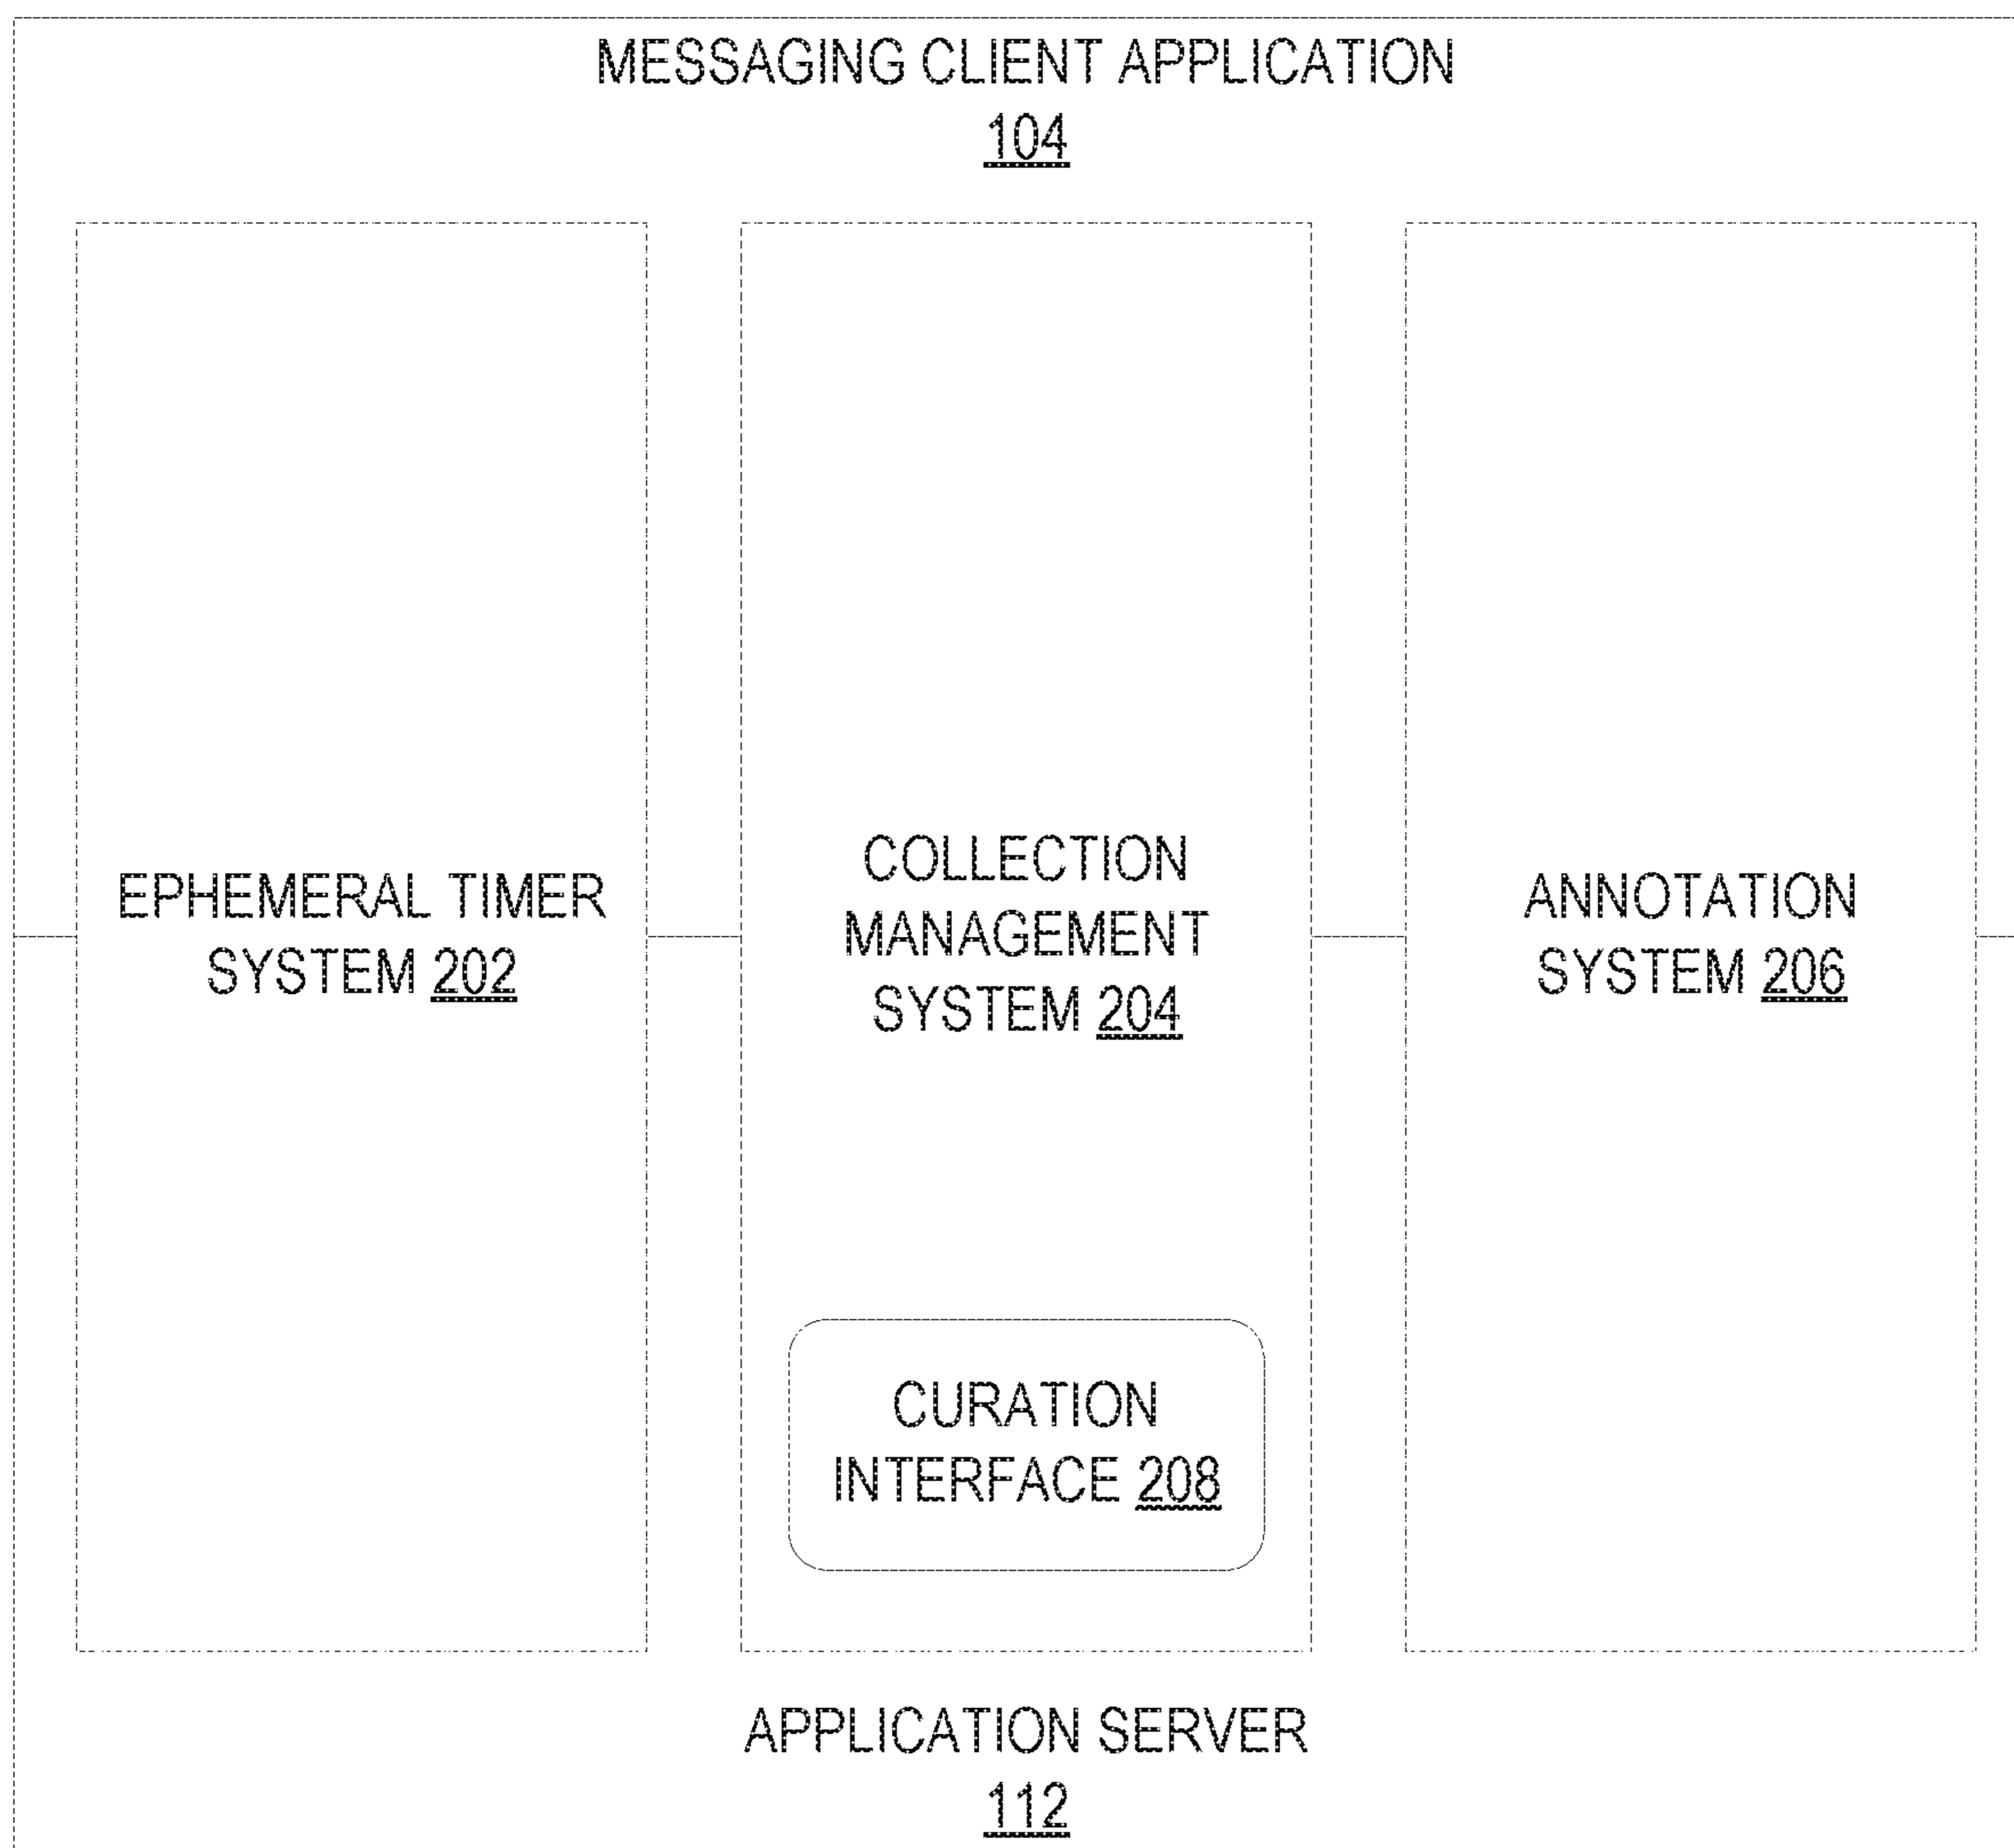 MESSAGING CLIENT APPLICATION
104
EPHEMERAL TIMER
SYSTEM 202
COLLECTION
MANAGEMENT
SYSTEM 204
ANNOTATION
SYSTEM 206
CURATION
INTERFACE 208
APPLICATION SERVER
112